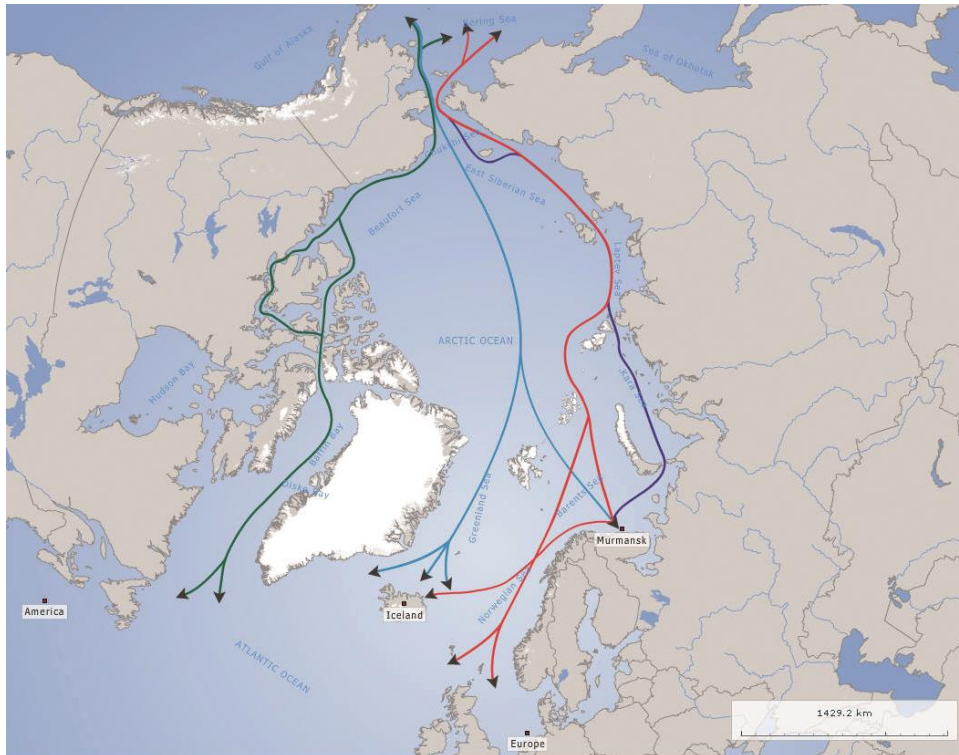 Bering Sea
Gulf of Alaska
Sea of Okhotsk
Chukchi Sea
East Siberian Sea
Beaufort Sea
Laptev Sea
ARCTIC OCEAN
Hudson Bay
Kara Sea
Baffin Bay
Disko Bay
Greenland Sea
Barents Sea
Murmansk
America
Iceland
Norwegian Sea
ATLANTIC OCEAN
1429.2 km
Europe